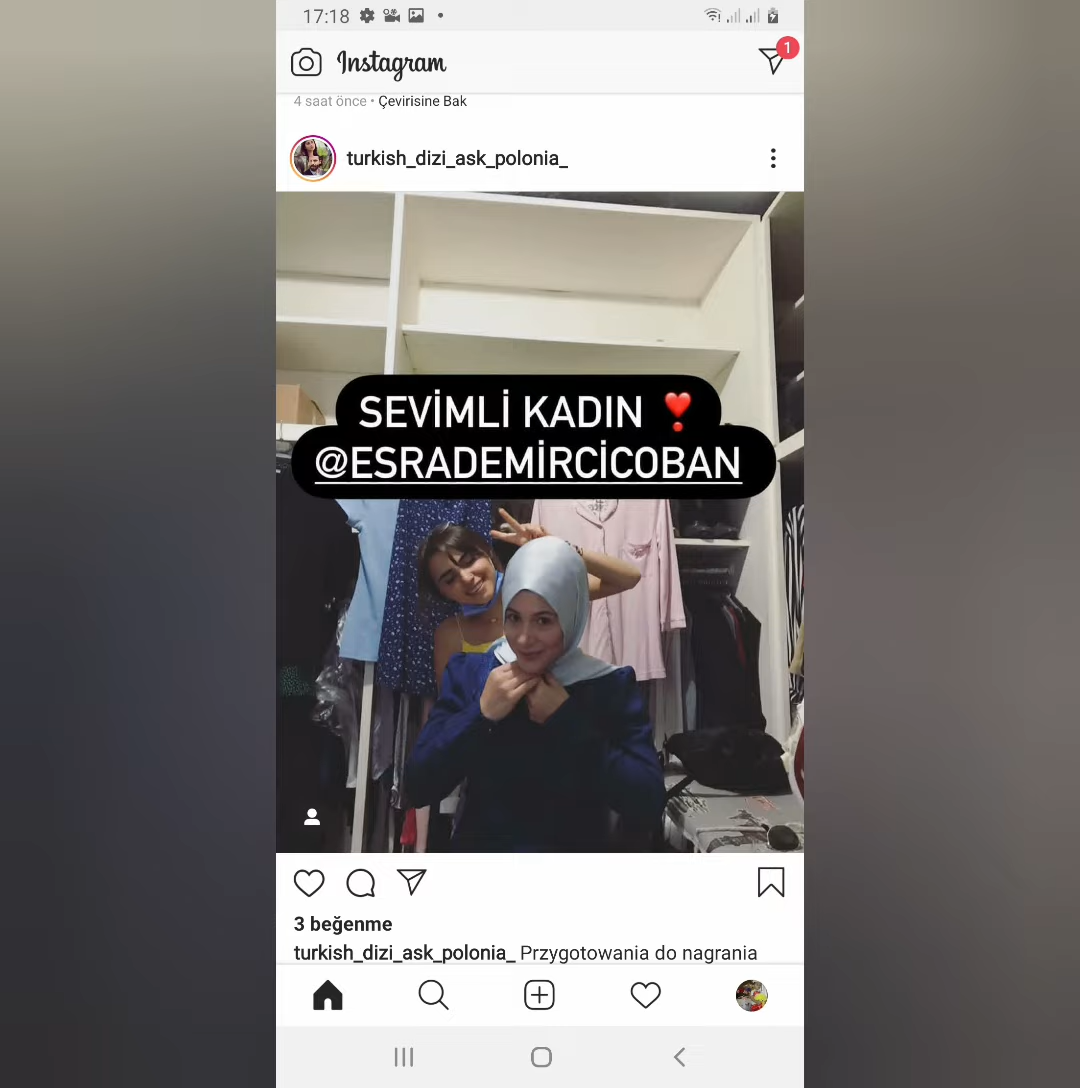 17:18
Instagram
1
4 saat önce • Çevirisine Bak
turkish_dizi_ask_polonia_
SEVİMLİ KADIN
@ESRADEMİRCİCOBAN
3 beğenme
turkish_dizi_ask_polonia_ Przygotowania do nagrania